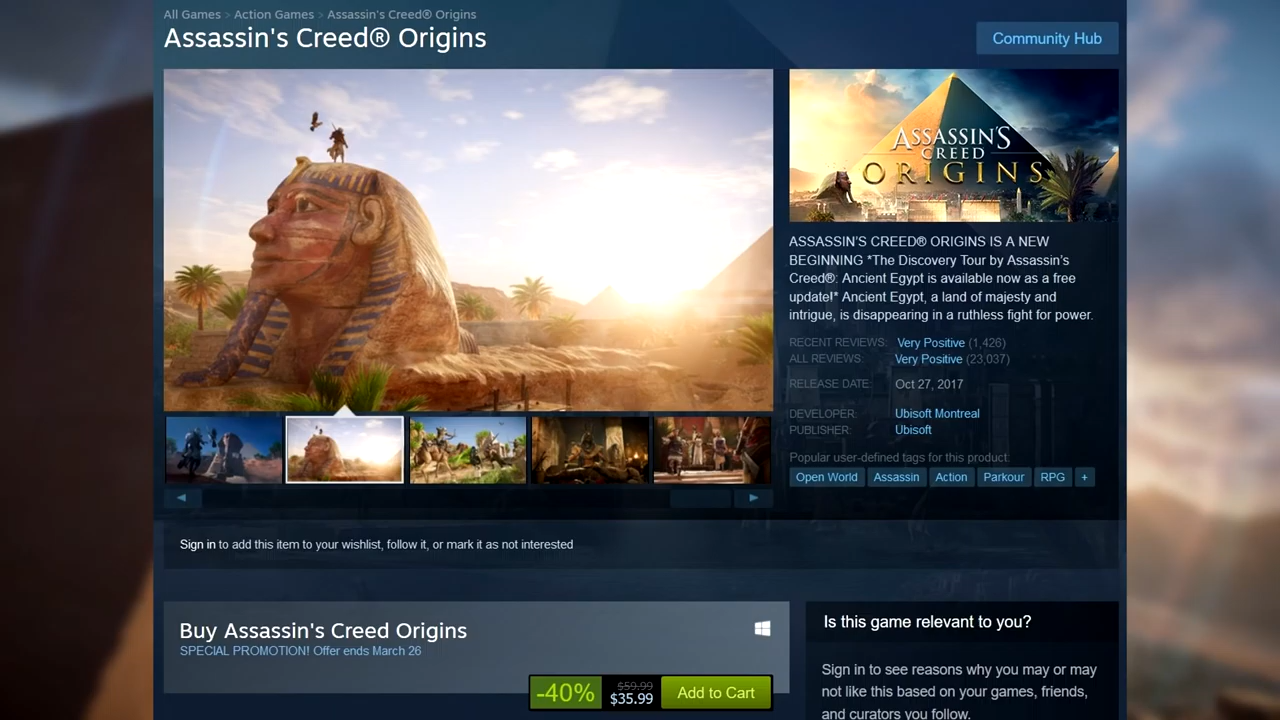 All Games > Action Games > Assassin's Creed® Origins
Assassin's Creed® Origins
Community Hub
ASSASSIN'S
CREED
ORIGINS
ASSASSIN'S CREED® ORIGINS IS A NEW
BEGINNING *The Discovery Tour by Assassin's
Creed®: Ancient Egypt is available now as a free
update!* Ancient Egypt, a land of majesty and
intrigue, is disappearing in a ruthless fight for power.
RECENT REVIEWS: Very Positive (1,426)
ALL REVIEWS: Very Positive (23,037)
RELEASE DATE: Oct 27, 2017
DEVELOPER: Ubisoft Montreal
PUBLISHER: Ubisoft
Popular user-defined tags for this product:
Open World Assassin Action Parkour RPG +
Sign in to add this item to your wishlist, follow it, or mark it as not interested
Buy Assassin's Creed Origins
SPECIAL PROMOTION! Offer ends March 26
-40% $59.99 $35.99 Add to Cart
Is this game relevant to you?
Sign in to see reasons why you may or may
not like this based on your games, friends,
and curators you follow.